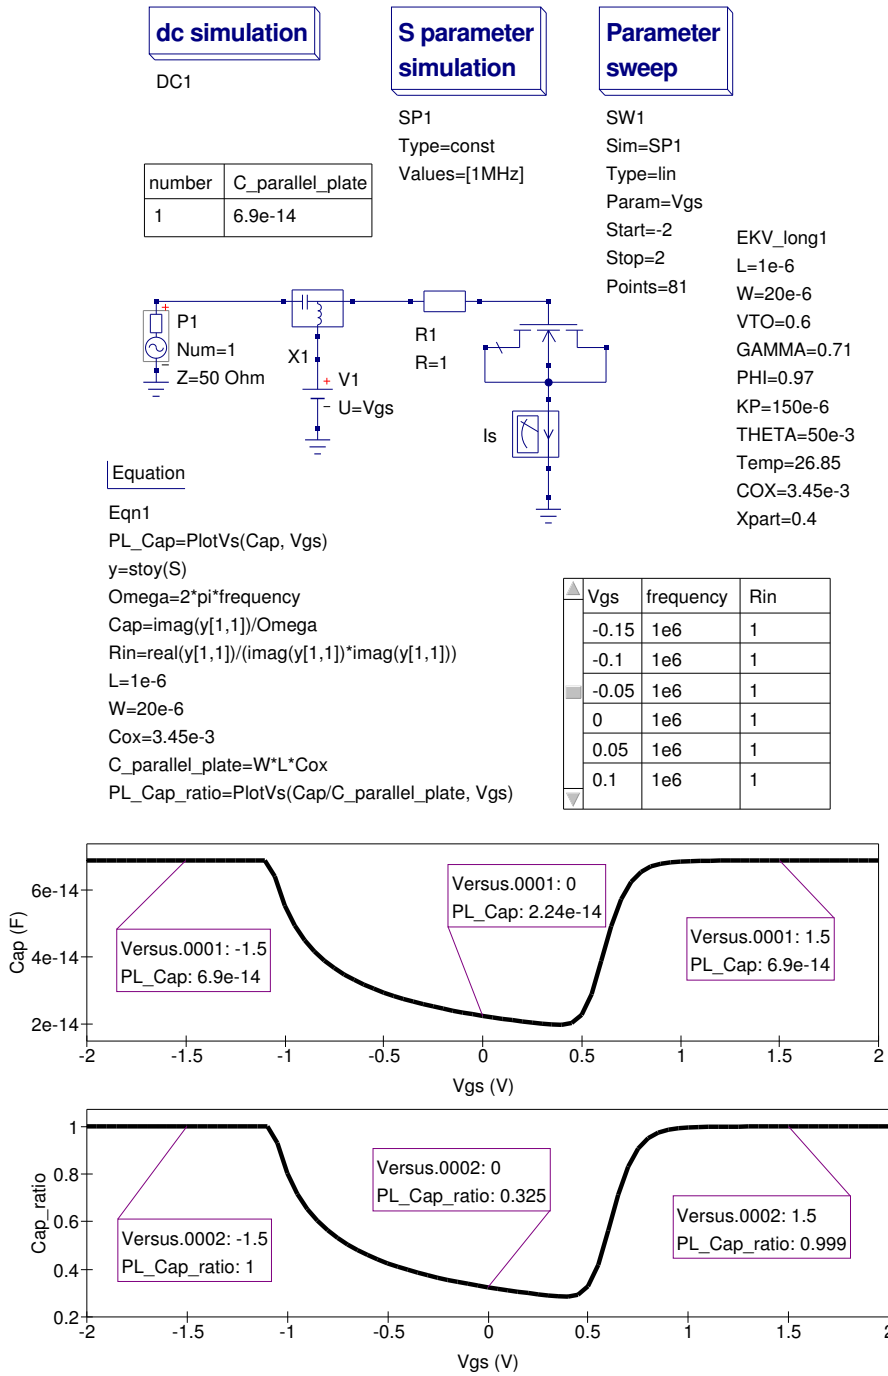 dc simulation
DC1
S parameter
simulation
SP1
Type=const
Values=[1MHz]
Parameter
sweep
SW1
Sim=SP1
Type=lin
Param=Vgs
Start=-2
Stop=2
Points=81
number C_parallel_plate
1 6.9e-14
EKV_long1
L=1e-6
W=20e-6
VTO=0.6
GAMMA=0.71
PHI=0.97
KP=150e-6
THETA=50e-3
Temp=26.85
COX=3.45e-3
Xpart=0.4
+
P1
Num=1
−
Z=50 Ohm
X1
+
V1
−
U=Vgs
R1
R=1
Is
Equation
Eqn1
PL_Cap=PlotVs(Cap, Vgs)
y=stoy(S)
Omega=2*pi*frequency
Cap=imag(y[1,1])/Omega
Rin=real(y[1,1])/(imag(y[1,1])*imag(y[1,1]))
L=1e-6
W=20e-6
Cox=3.45e-3
C_parallel_plate=W*L*Cox
PL_Cap_ratio=PlotVs(Cap/C_parallel_plate, Vgs)
Vgs frequency Rin
-0.15 1e6 1
-0.1 1e6 1
-0.05 1e6 1
0 1e6 1
0.05 1e6 1
0.1 1e6 1
Cap (F)
6e-14
4e-14
2e-14
Versus.0001: -1.5
PL_Cap: 6.9e-14
Versus.0001: 0
PL_Cap: 2.24e-14
Versus.0001: 1.5
PL_Cap: 6.9e-14
-2 -1.5 -1 -0.5 0 0.5 1 1.5 2
Vgs (V)
Cap_ratio
1
0.8
0.6
0.4
0.2
Versus.0002: -1.5
PL_Cap_ratio: 1
Versus.0002: 0
PL_Cap_ratio: 0.325
Versus.0002: 1.5
PL_Cap_ratio: 0.999
-2 -1.5 -1 -0.5 0 0.5 1 1.5 2
Vgs (V)